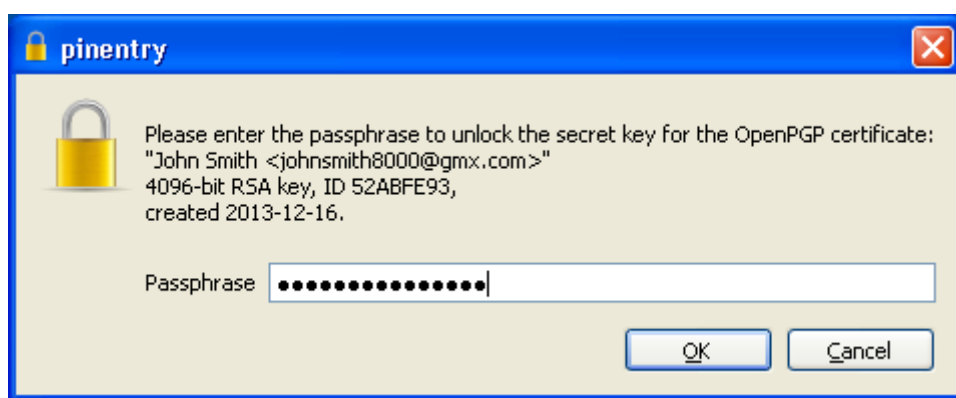 pinentry
Please enter the passphrase to unlock the secret key for the OpenPGP certificate:
"John Smith <johnsmith8000@gmx.com>"
4096-bit RSA key, ID 52ABFE93,
created 2013-12-16.
Passphrase ●●●●●●●●●●●●●●●
OK Cancel